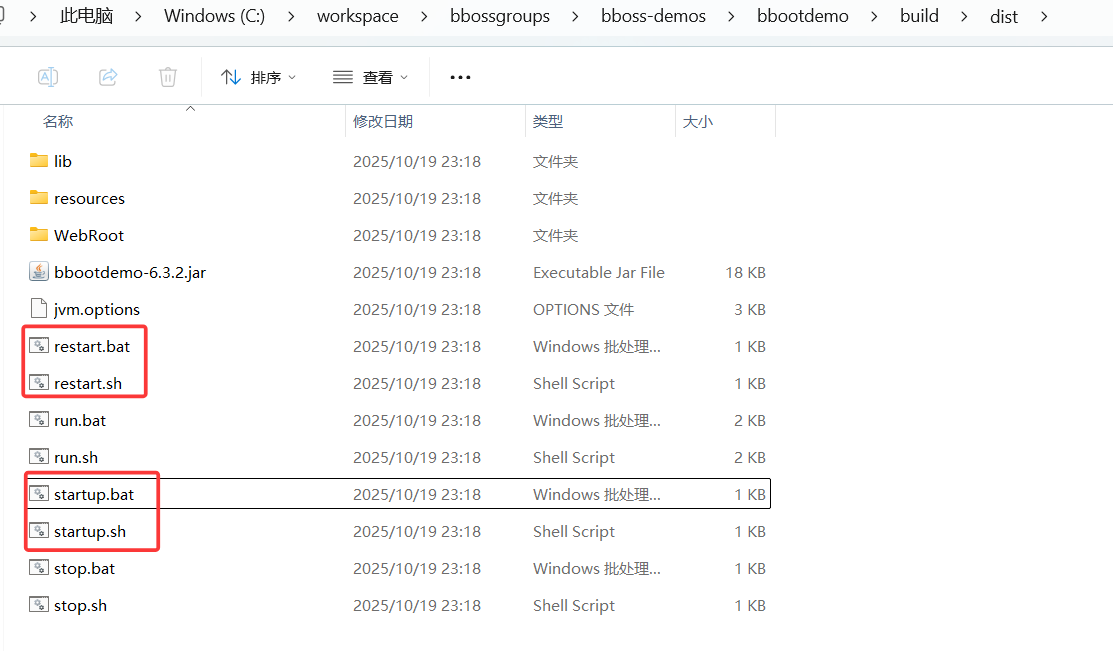 此电脑 > Windows (C:) > workspace > bbossgroups > bboss-demos > bbootdemo > build > dist >
排序 查看 •••
名称 修改日期 类型 大小
lib 2025/10/19 23:18 文件夹
resources 2025/10/19 23:18 文件夹
WebRoot 2025/10/19 23:18 文件夹
bbootdemo-6.3.2.jar 2025/10/19 23:18 Executable Jar File 18 KB
jvm.options 2025/10/19 23:18 OPTIONS 文件 3 KB
restart.bat 2025/10/19 23:18 Windows 批处理... 1 KB
restart.sh 2025/10/19 23:18 Shell Script 1 KB
run.bat 2025/10/19 23:18 Windows 批处理... 2 KB
run.sh 2025/10/19 23:18 Shell Script 2 KB
startup.bat 2025/10/19 23:18 Windows 批处理... 1 KB
startup.sh 2025/10/19 23:18 Shell Script 1 KB
stop.bat 2025/10/19 23:18 Windows 批处理... 1 KB
stop.sh 2025/10/19 23:18 Shell Script 1 KB